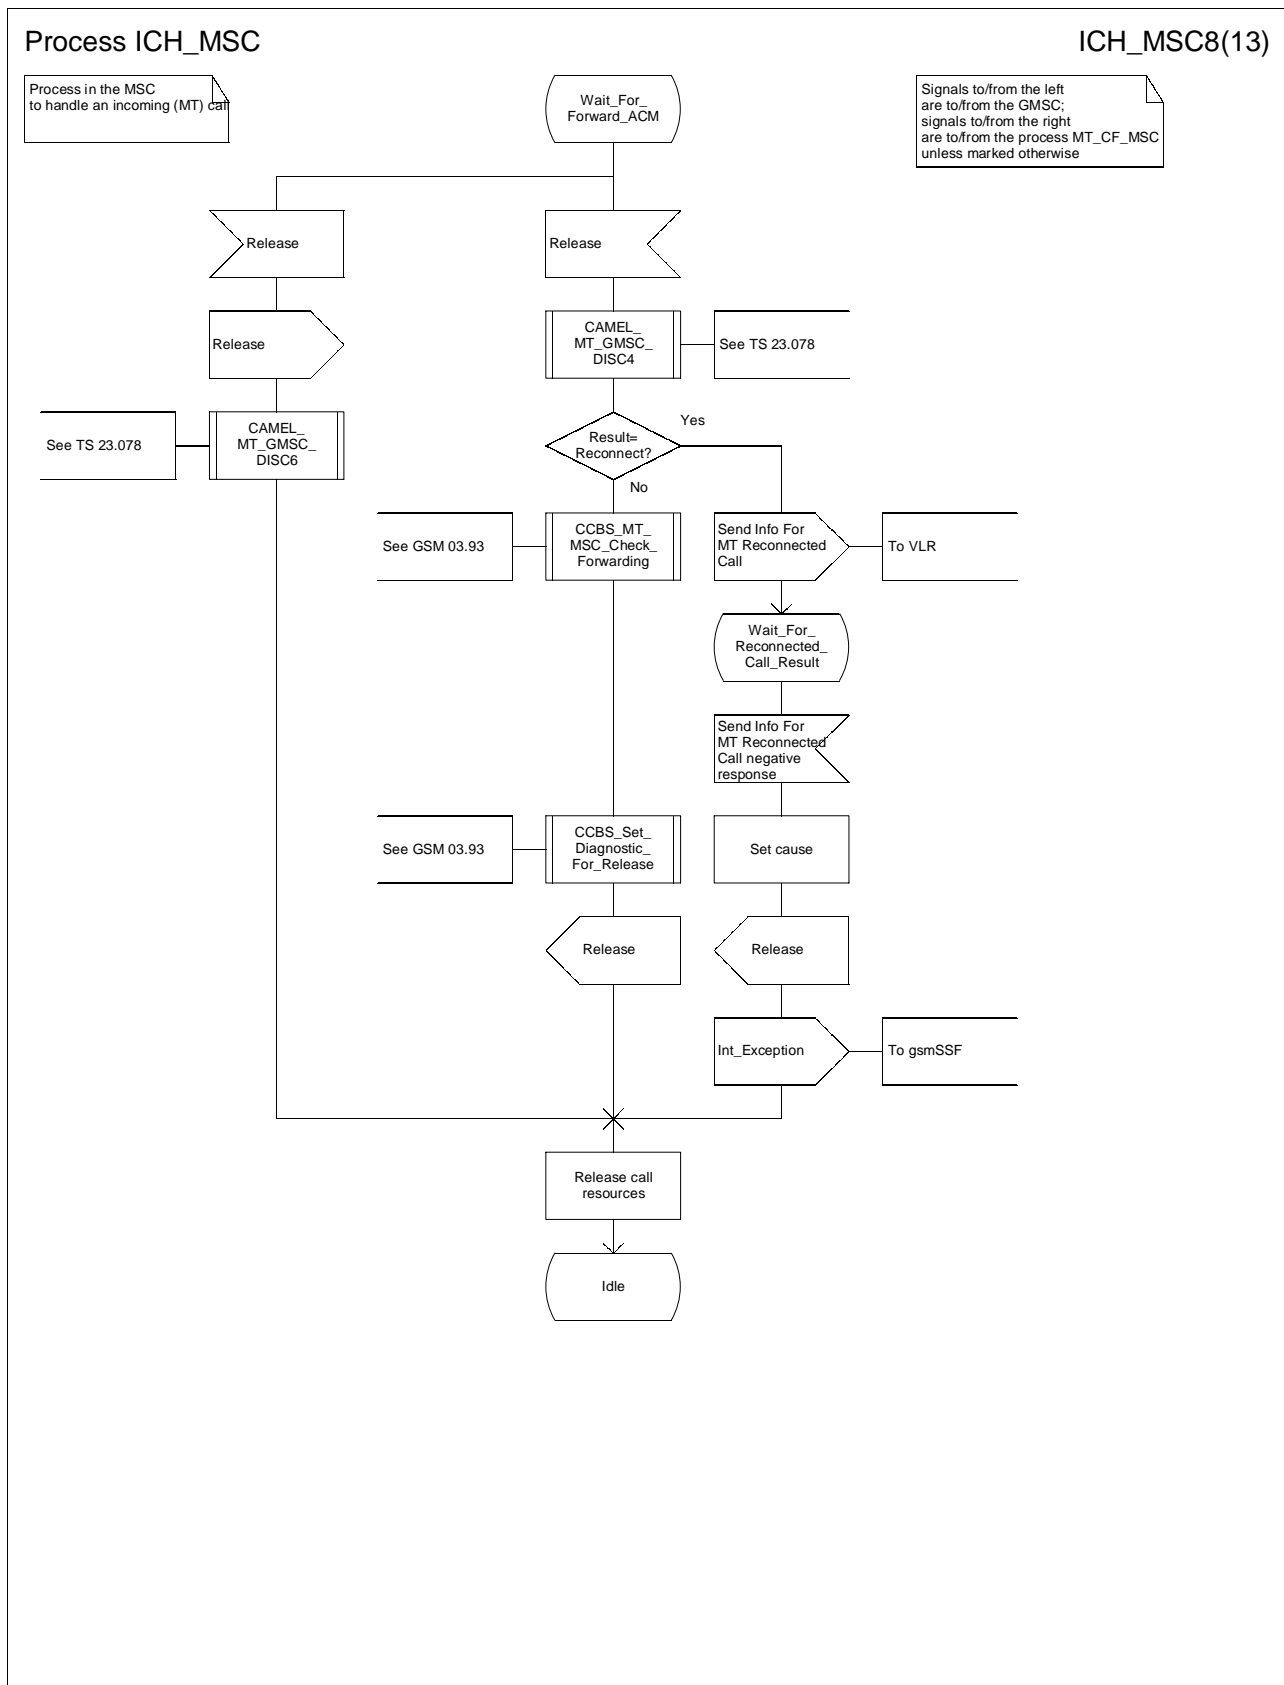 Process ICH_MSC
ICH_MSC8(13)
Process in the MSC
to handle an incoming (MT) call
Wait_For_
Forward_ACM
Signals to/from the left
are to/from the GMSC;
signals to/from the right
are to/from the process MT_CF_MSC
unless marked otherwise
Release
Release
Release
CAMEL_
MT_GMSC_
DISC4
See TS 23.078
See TS 23.078
CAMEL_
MT_GMSC_
DISC6
Result=
Reconnect?
Yes
No
See GSM 03.93
CCBS_MT_
MSC_Check_
Forwarding
Send Info For
MT Reconnected
Call
To VLR
Wait_For_
Reconnected_
Call_Result
Send Info For
MT Reconnected
Call negative
response
See GSM 03.93
CCBS_Set_
Diagnostic_
For_Release
Set cause
Release
Release
Int_Exception
To gsmSSF
Release call
resources
Idle